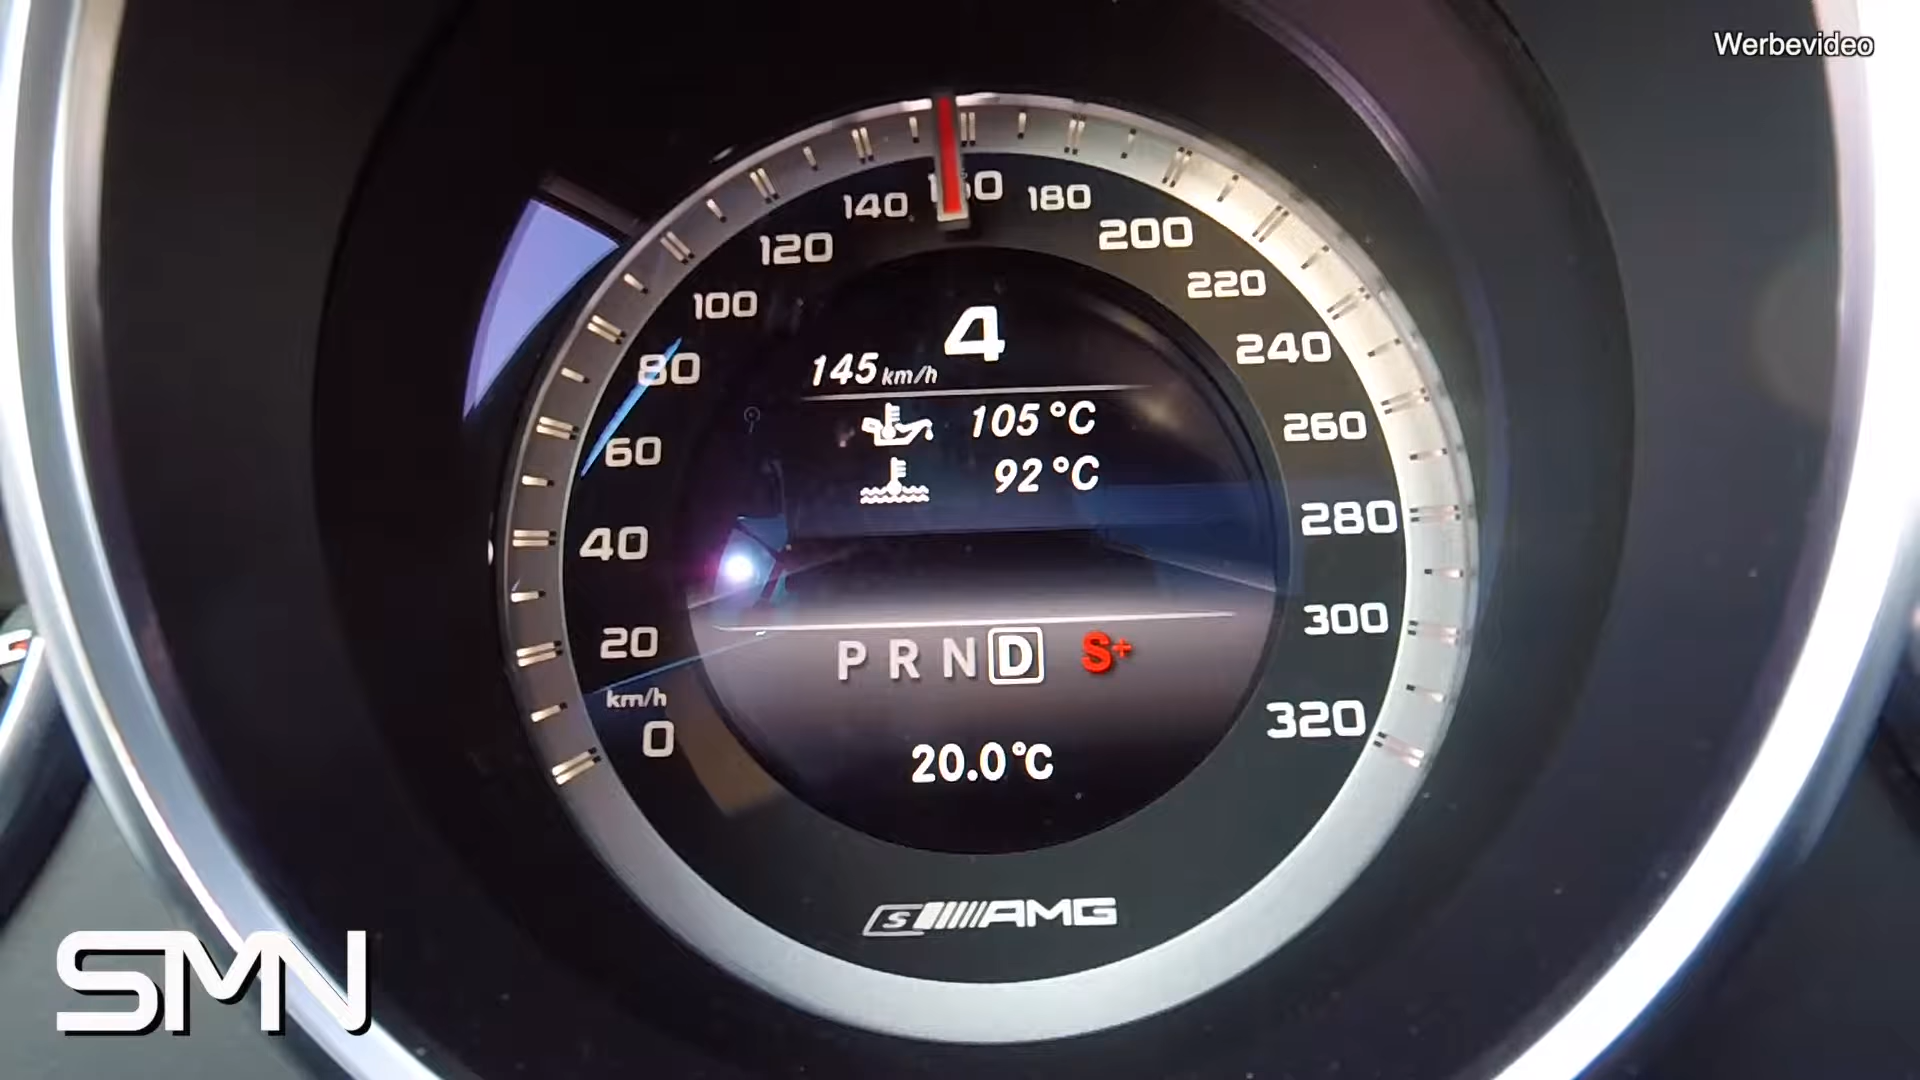 Werbevideo
140 160 180
120 200
100 220
80 240
60 260
40 280
20 300
km/h
0 320
4
145 km/h
105 °C
92 °C
P R N D S+
20.0°C
S AMG
SMN